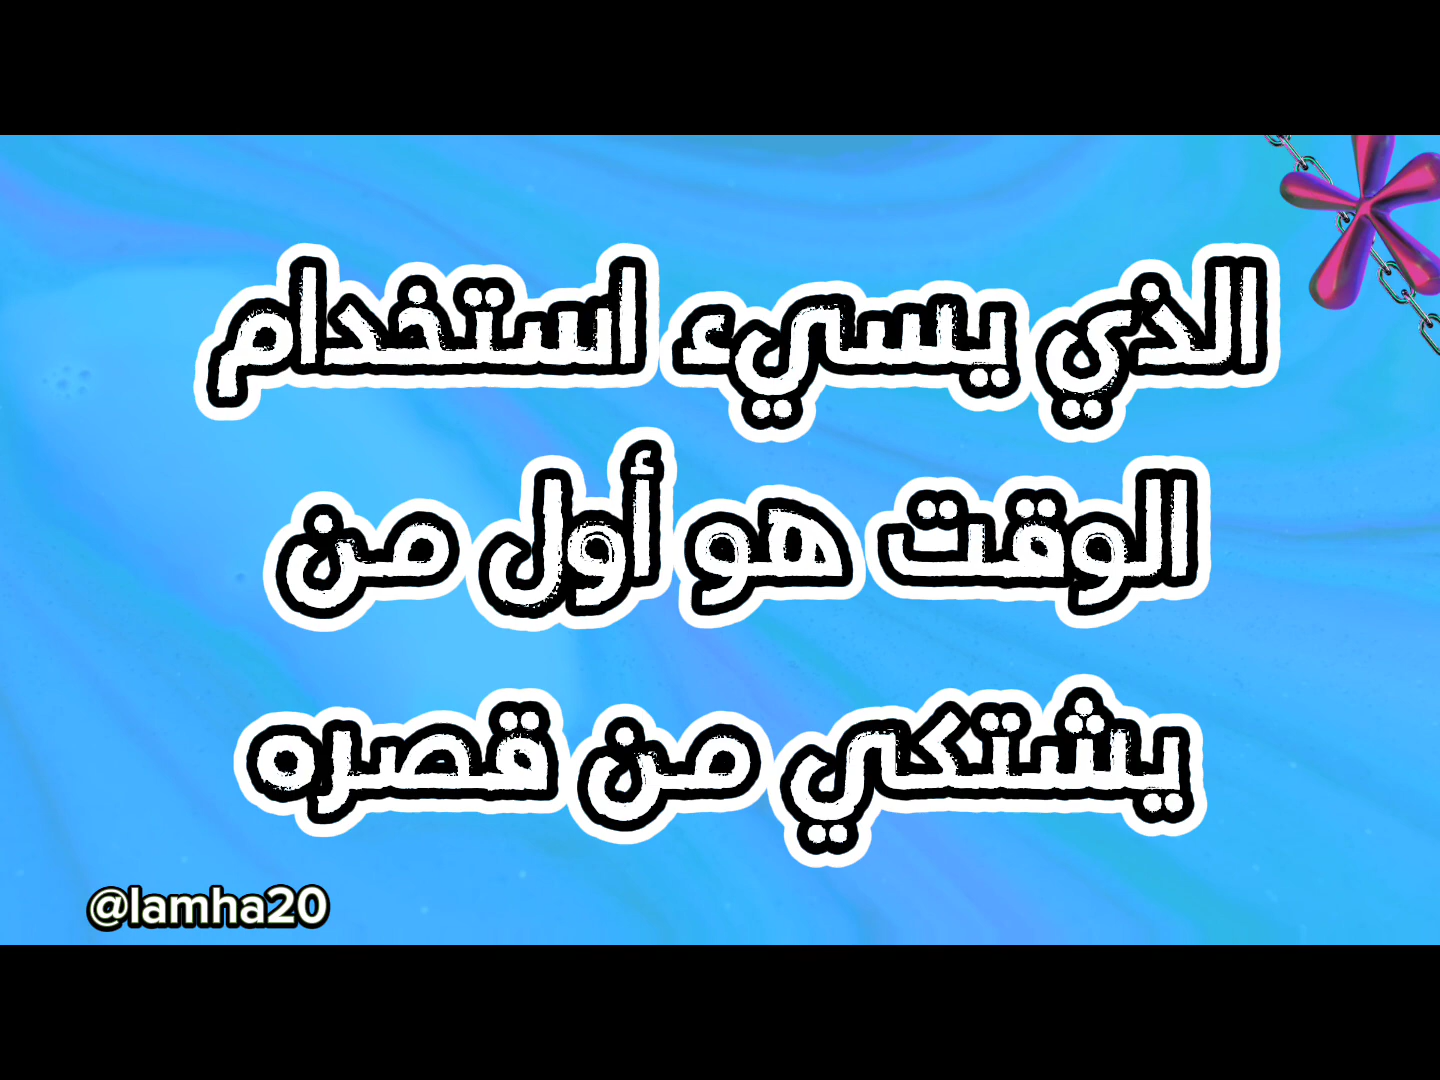 الذي يسيء استخدام
الوقت هو أول من
يشتكي من قصره
@lamha20